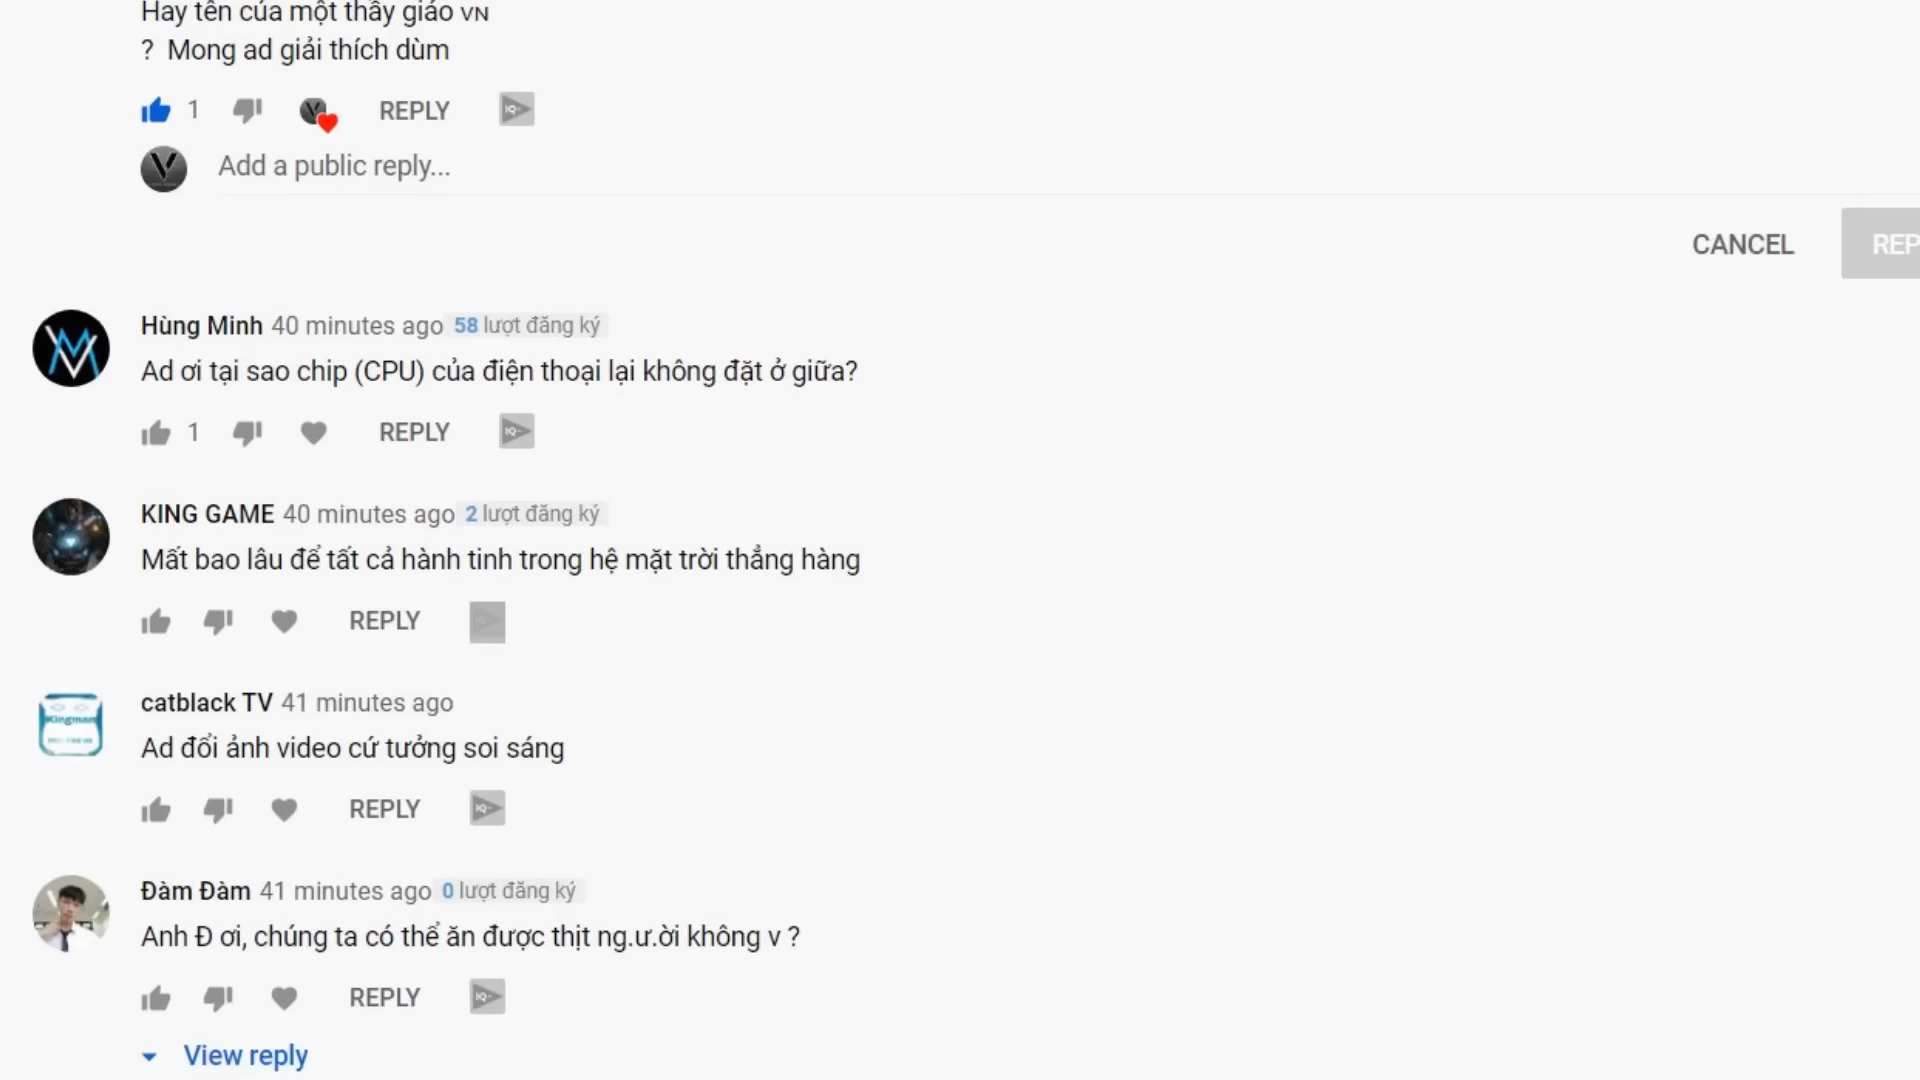 Hay tên của một thầy giáo VN
? Mong ad giải thích dùm
1 REPLY
Add a public reply...
CANCEL REP
Hùng Minh 40 minutes ago 58 lượt đăng ký
Ad ơi tại sao chip (CPU) của điện thoại lại không đặt ở giữa?
1 REPLY
KING GAME 40 minutes ago 2 lượt đăng ký
Mất bao lâu để tất cả hành tinh trong hệ mặt trời thẳng hàng
REPLY
catblack TV 41 minutes ago
Ad đổi ảnh video cứ tưởng soi sáng
REPLY
Đàm Đàm 41 minutes ago 0 lượt đăng ký
Anh Đ ơi, chúng ta có thể ăn được thịt ng.ư.ời không v ?
REPLY
View reply